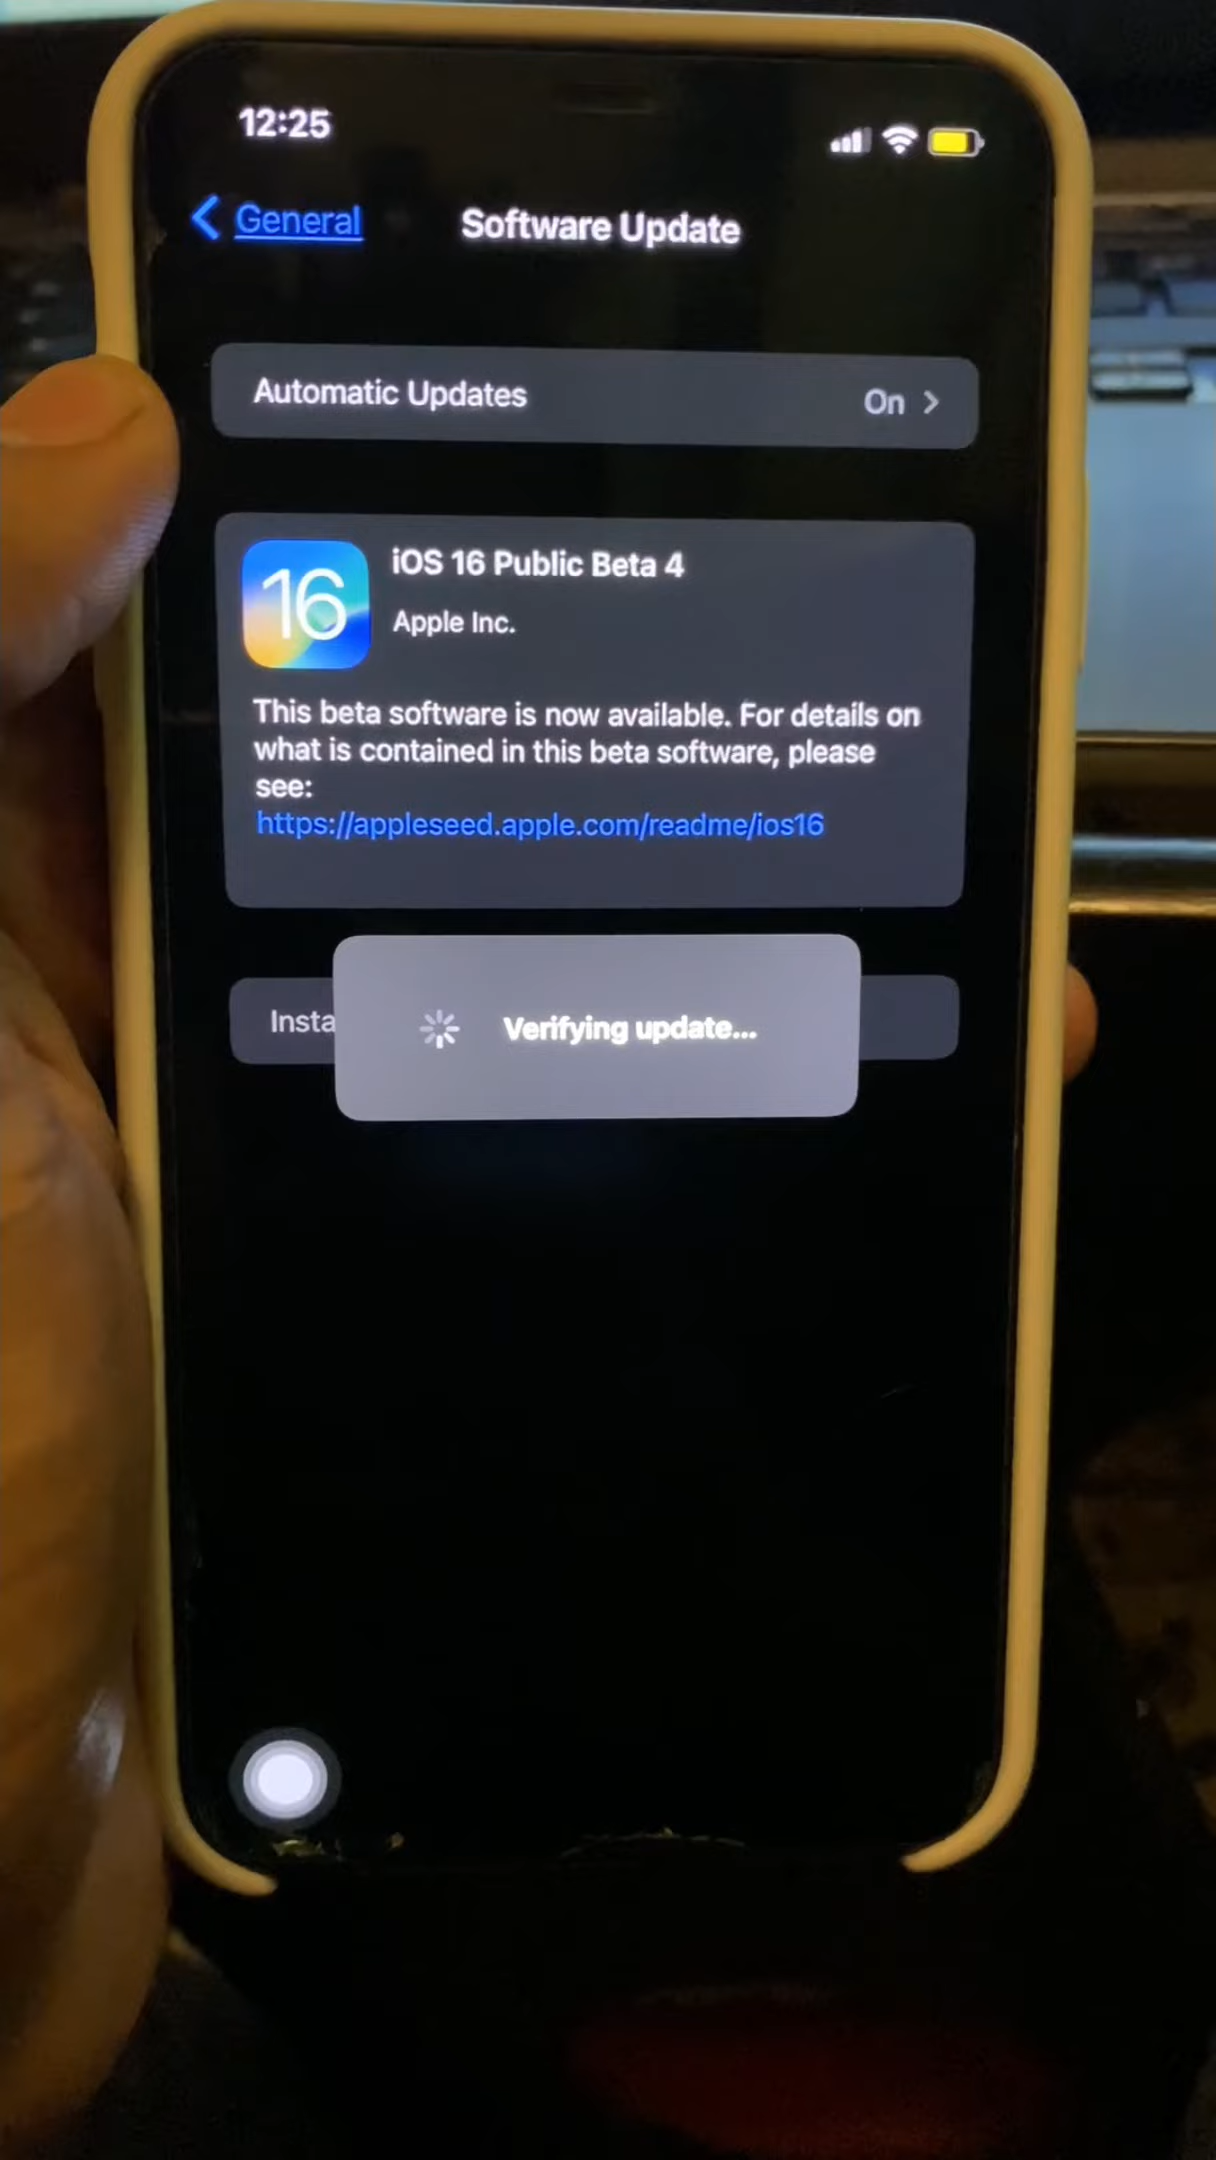 12:25
General
Software Update
Automatic Updates
On
16
iOS 16 Public Beta 4
Apple Inc.
This beta software is now available. For details on
what is contained in this beta software, please
see:
https://appleseed.apple.com/readme/ios16
Insta
Verifying update...